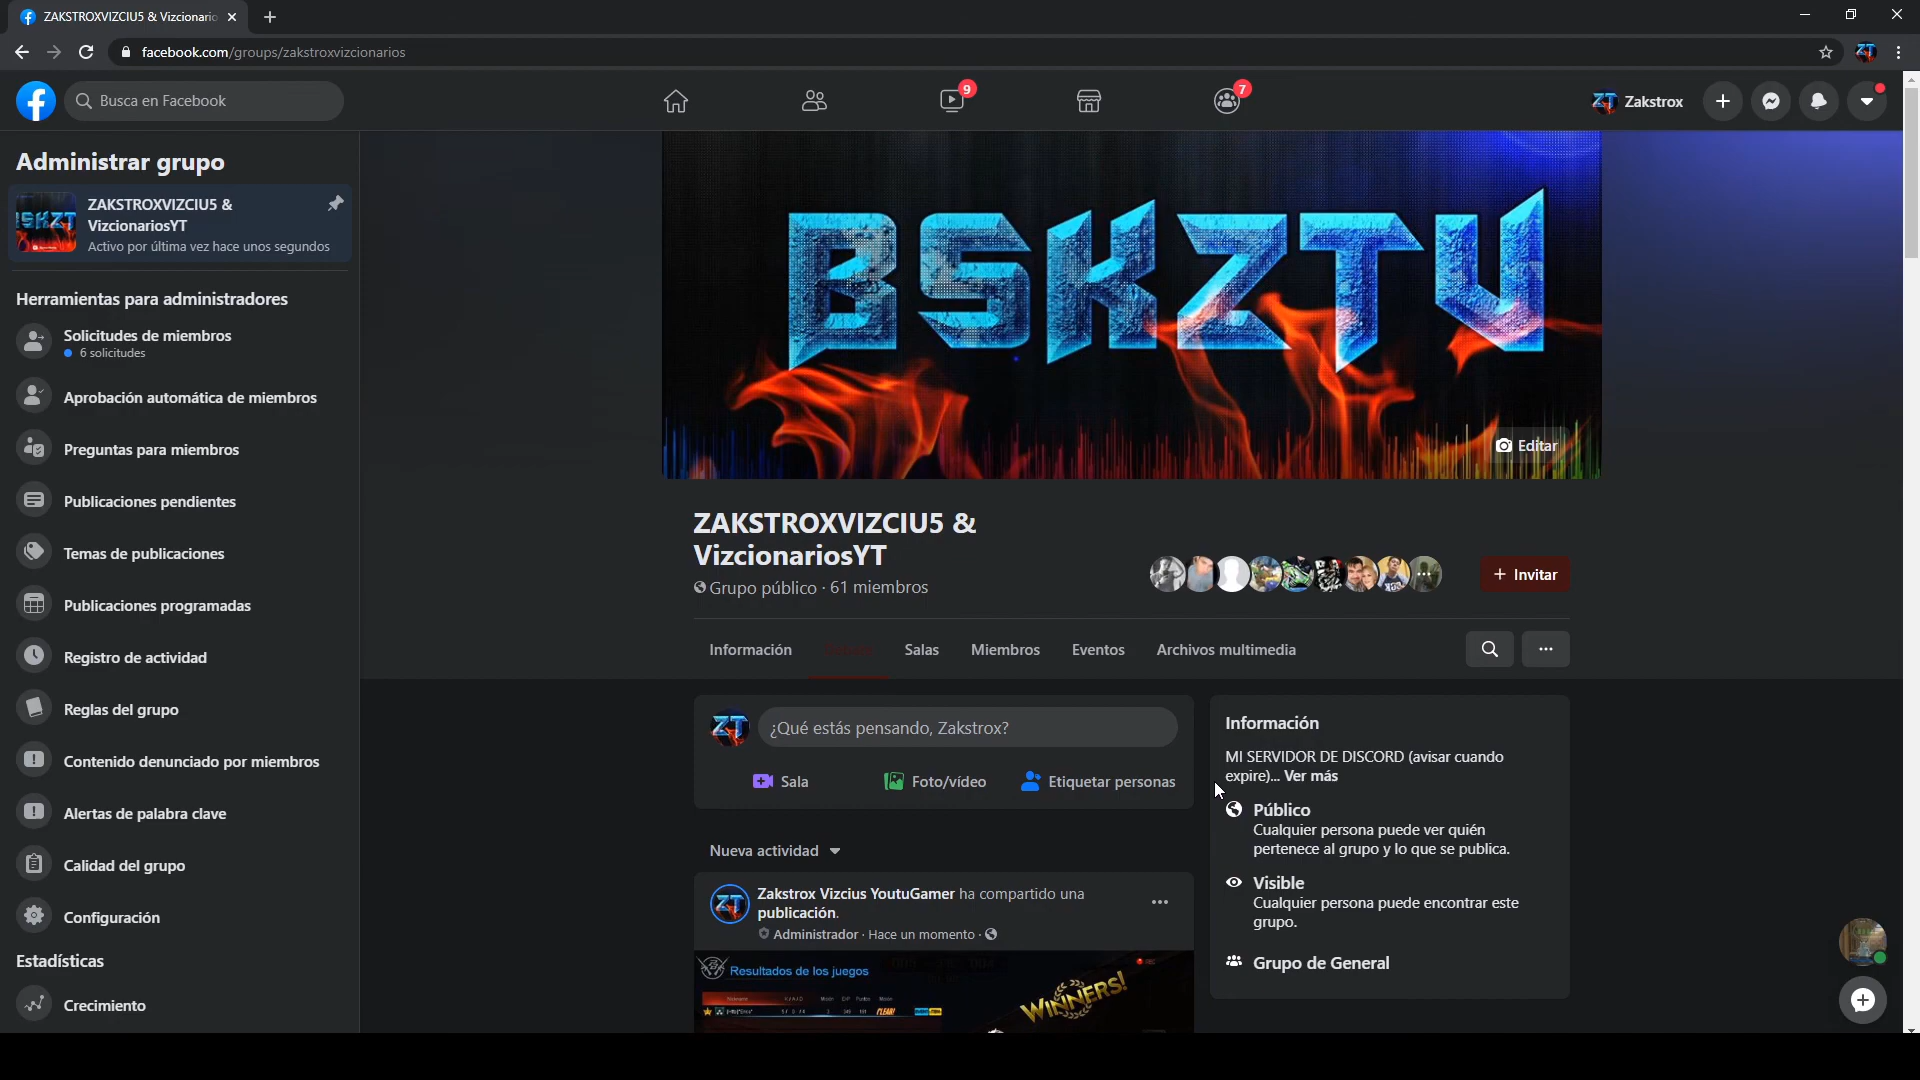 ZAKSTROXVIZCIU5 & Vizcionario
facebook.com/groups/zakstroxvizcionarios
Busca en Facebook
9
7
ZT
Zakstrox
Administrar grupo
ZAKSTROXVIZCIU5 &
VizcionariosYT
Activo por última vez hace unos segundos
Herramientas para administradores
Solicitudes de miembros
6 solicitudes
Aprobación automática de miembros
Preguntas para miembros
Publicaciones pendientes
Temas de publicaciones
Publicaciones programadas
Registro de actividad
Reglas del grupo
Contenido denunciado por miembros
Alertas de palabra clave
Calidad del grupo
Configuración
Estadísticas
Crecimiento
BSKZTV
Editar
ZAKSTROXVIZCIU5 &
VizcionariosYT
Grupo público · 61 miembros
+ Invitar
Información
Salas
Miembros
Eventos
Archivos multimedia
ZT
¿Qué estás pensando, Zakstrox?
Sala
Foto/vídeo
Etiquetar personas
Nueva actividad
ZT
Zakstrox Vizcius YoutuGamer ha compartido una
publicación.
Administrador · Hace un momento ·
Resultados de los juegos
WINNERS!
Información
MI SERVIDOR DE DISCORD (avisar cuando
expire)... Ver más
Público
Cualquier persona puede ver quién
pertenece al grupo y lo que se publica.
Visible
Cualquier persona puede encontrar este
grupo.
Grupo de General